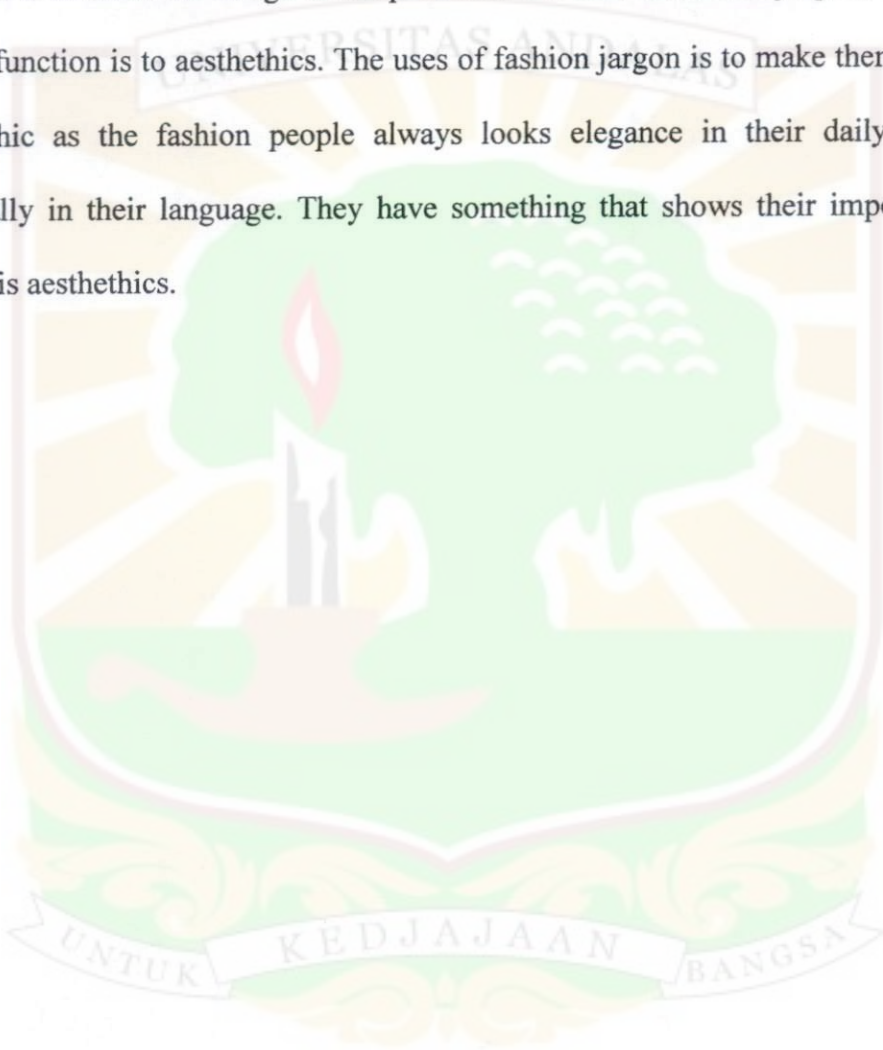 function is to aesthethics. The uses of fashion jargon is to make
UNIVERSITAS ANDALAS
hic as the fashion people always looks elegance in their daily
lly in their language. They have something that shows their
is aesthethics.
UNTUK KEDJAJAAN BANGSA